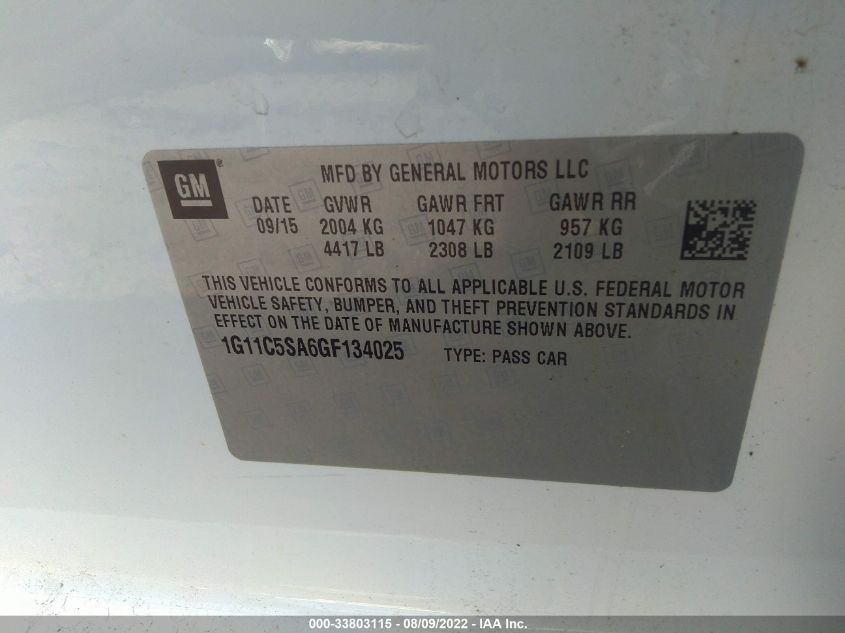 GM®
MFD BY GENERAL MOTORS LLC
DATE GVWR GAWR FRT GAWR RR
09/15 2004 KG 1047 KG 957 KG
4417 LB 2308 LB 2109 LB
THIS VEHICLE CONFORMS TO ALL APPLICABLE U.S. FEDERAL MOTOR
VEHICLE SAFETY, BUMPER, AND THEFT PREVENTION STANDARDS IN
EFFECT ON THE DATE OF MANUFACTURE SHOWN ABOVE.
1G11C5SA6GF134025 TYPE: PASS CAR
000-33803115 - 08/09/2022 - IAA Inc.